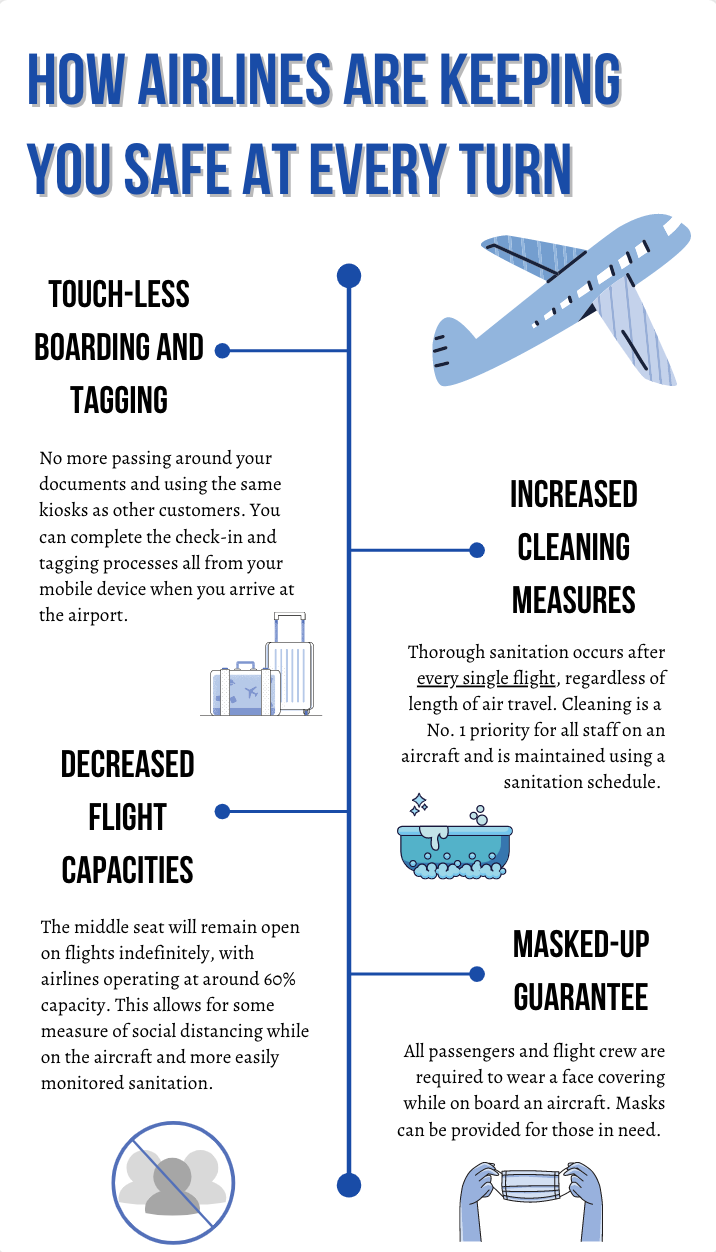 HOW AIRLINES ARE KEEPING
YOU SAFE AT EVERY TURN
TOUCH-LESS
BOARDING AND
TAGGING
No more passing around your
documents and using the same
kiosks as other customers. You
can complete the check-in and
tagging processes all from your
mobile device when you arrive at
the airport.
INCREASED
CLEANING
MEASURES
Thorough sanitation occurs after
every single flight, regardless of
length of air travel. Cleaning is a
No. 1 priority for all staff on an
aircraft and is maintained using a
sanitation schedule.
DECREASED
FLIGHT
CAPACITIES
The middle seat will remain open
on flights indefinitely, with
airlines operating at around 60%
capacity. This allows for some
measure of social distancing while
on the aircraft and more easily
monitored sanitation.
MASKED-UP
GUARANTEE
All passengers and flight crew are
required to wear a face covering
while on board an aircraft. Masks
can be provided for those in need.